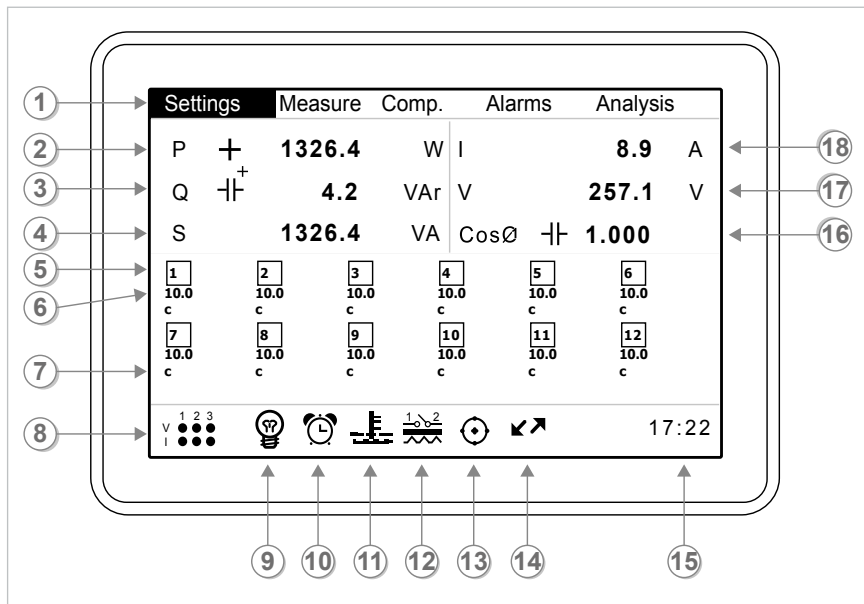 1 Settings Measure Comp. Alarms Analysis
2 P 1326.4 W I 8.9 A 18
3 Q + 4.2 VAr V 257.1 V 17
4 S 1326.4 VA CosØ 1.000 16
5 1 2 3 4 5 6
6 10.0 10.0 10.0 10.0 10.0 10.0
c c c c c c
7 8 9 10 11 12
10.0 10.0 10.0 10.0 10.0 10.0
7 c c c c c c
1 2 3 1 2
8 V 17:22
I
9 10 11 12 13 14 15